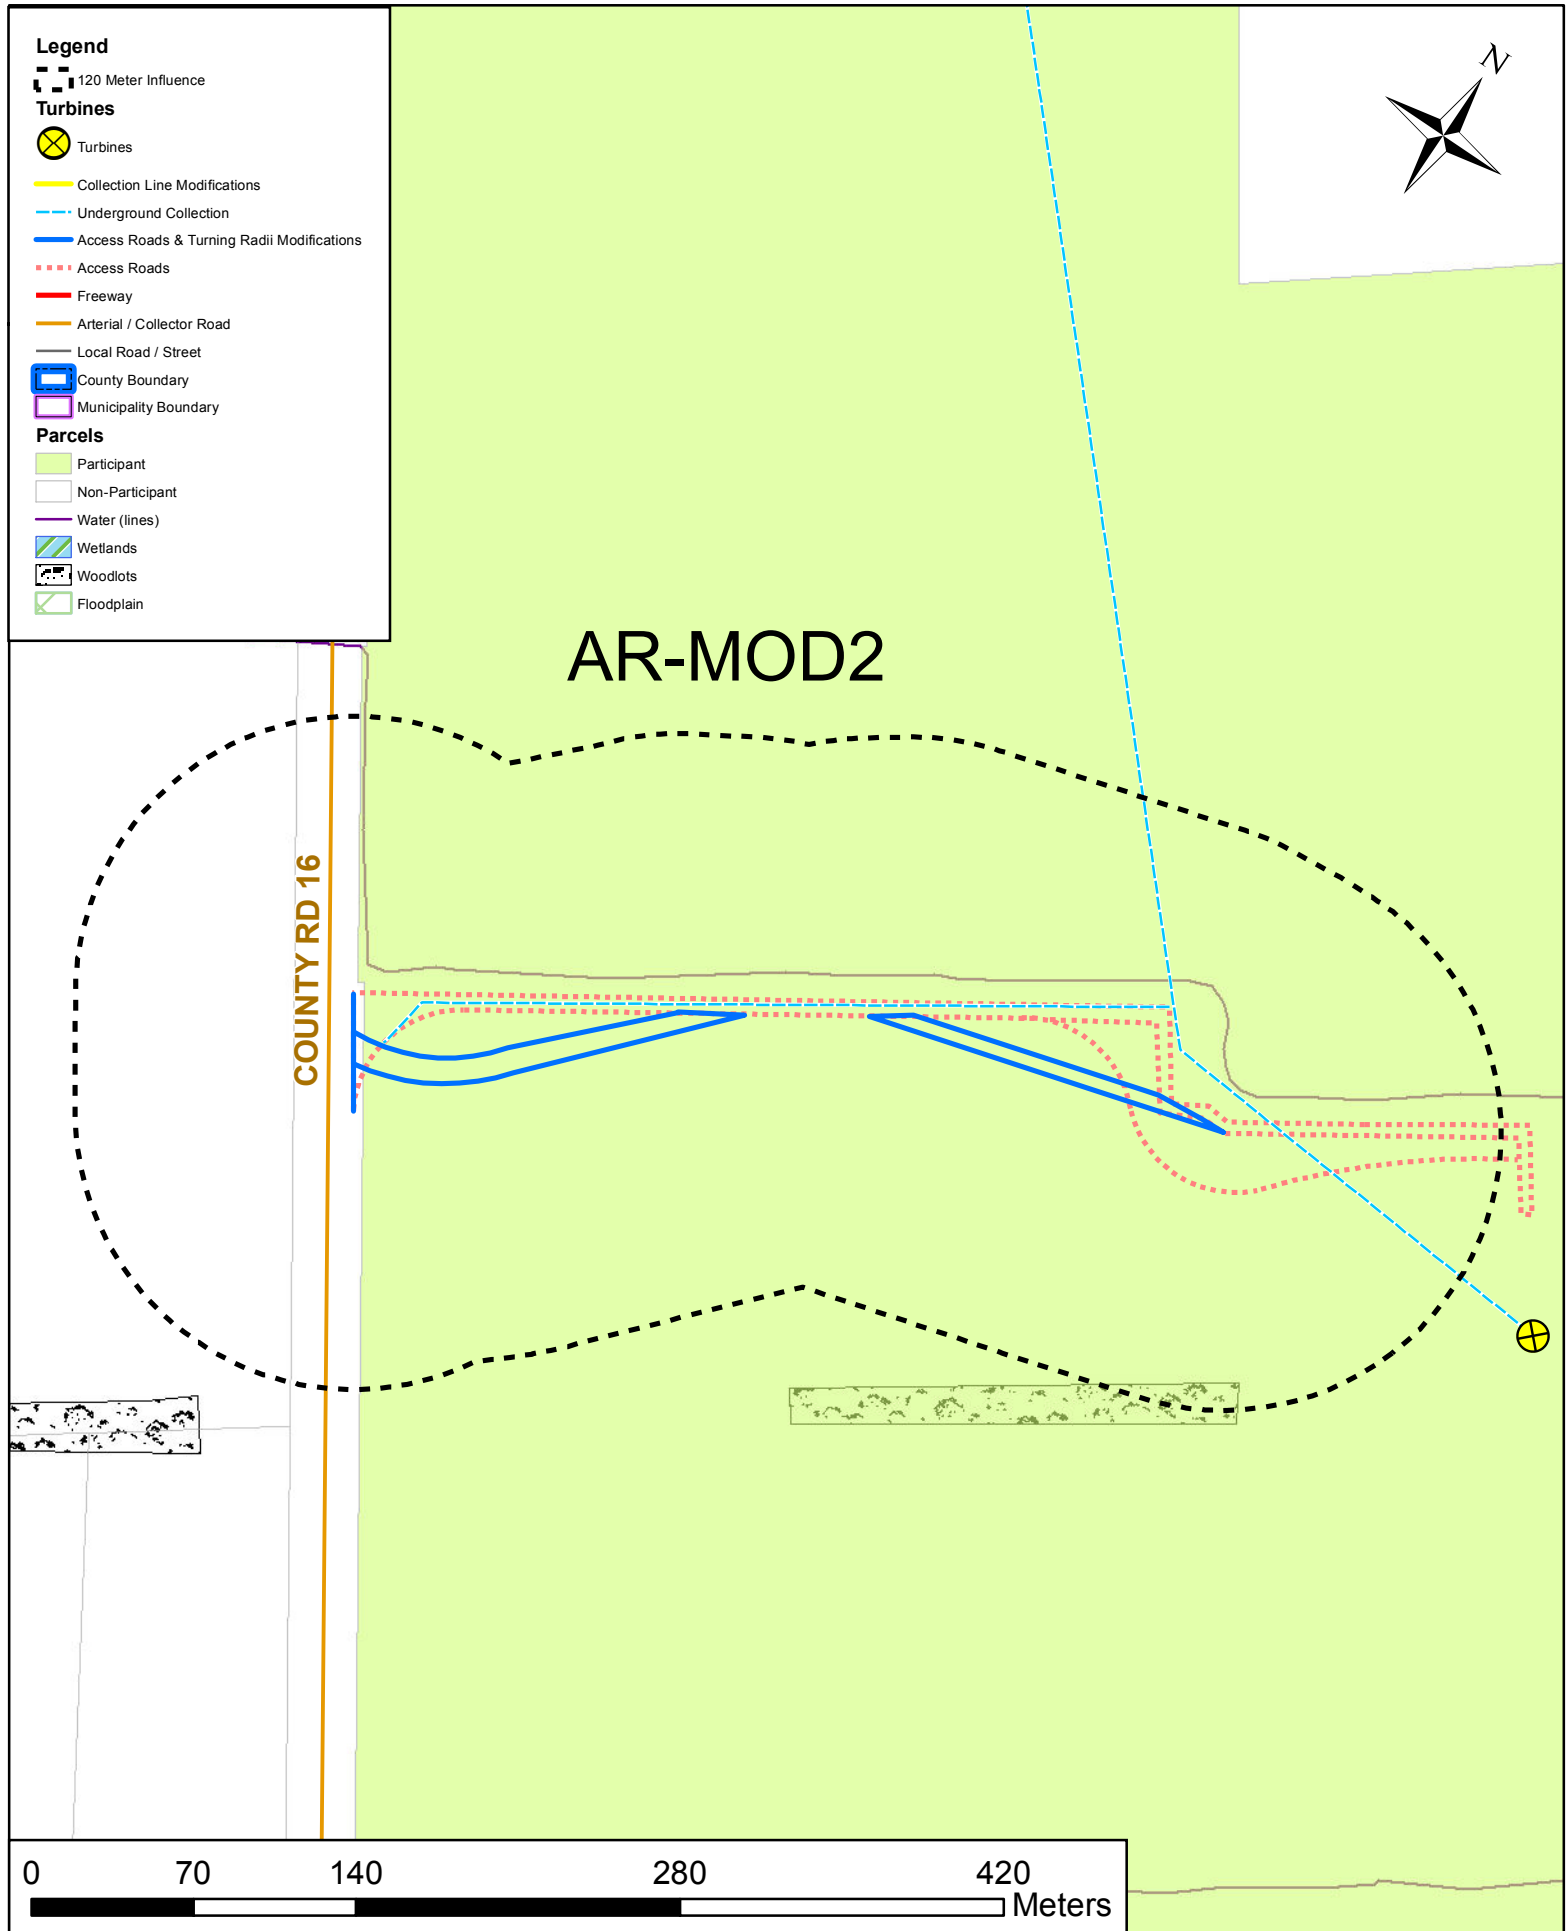 Legend
120 Meter Influence
Turbines
Turbines
Collection Line Modifications
Underground Collection
Access Roads & Turning Radii Modifications
Access Roads
Freeway
Arterial / Collector Road
Local Road / Street
County Boundary
Municipality Boundary
Parcels
Participant
Non-Participant
Water (lines)
Wetlands
Woodlots
Floodplain
N
AR-MOD2
COUNTY RD 16
0 70 140 280 420
Meters